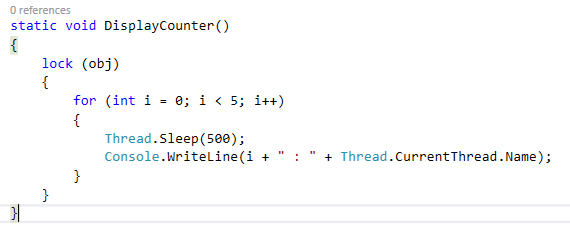 0 references
static void DisplayCounter()
{
    lock (obj)
    {
        for (int i = 0; i < 5; i++)
        {
            Thread.Sleep(500);
            Console.WriteLine(i + " : " + Thread.CurrentThread.Name);
        }
    }
}